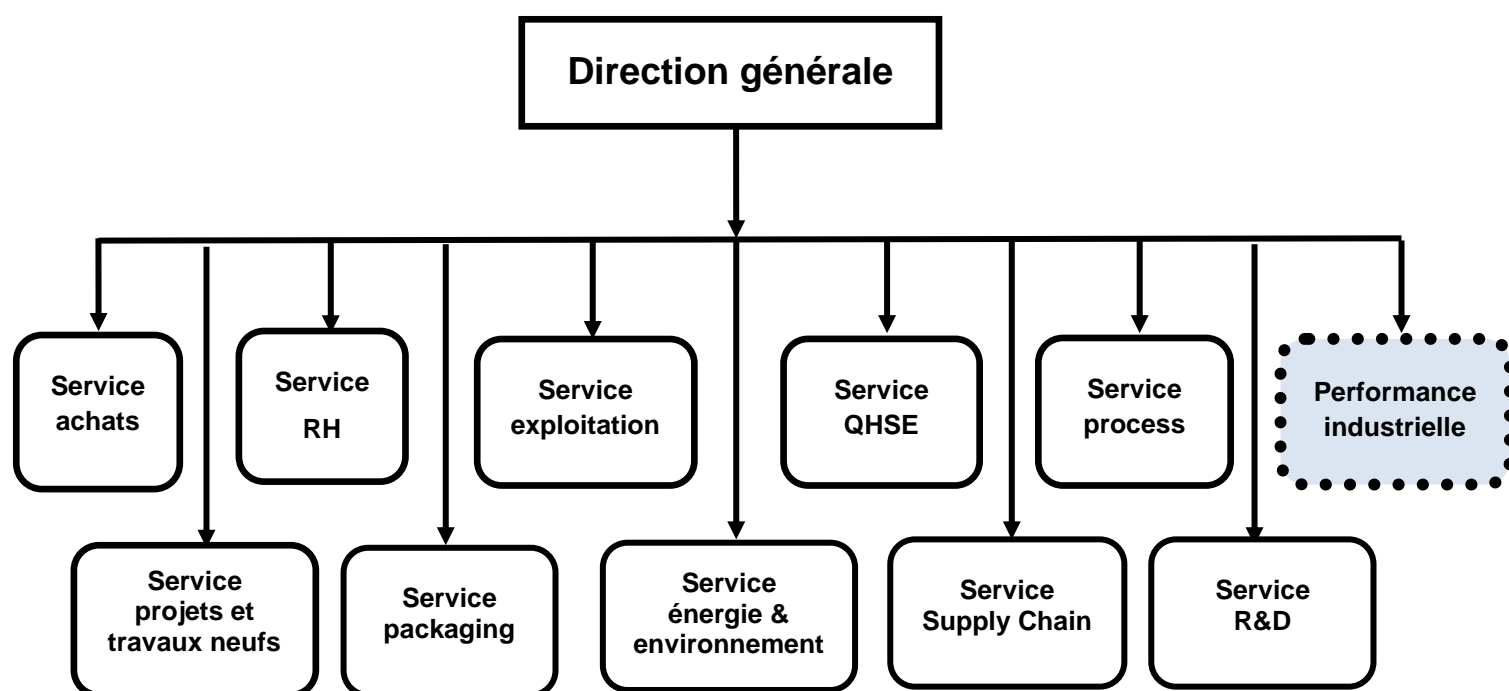 Direction générale
Service
achats
Service
RH
Service
exploitation
Service
QHSE
Service
process
Performance
industrielle
Service
projets et
travaux neufs
Service
packaging
Service
énergie &
environnement
Service
Supply Chain
Service
R&D